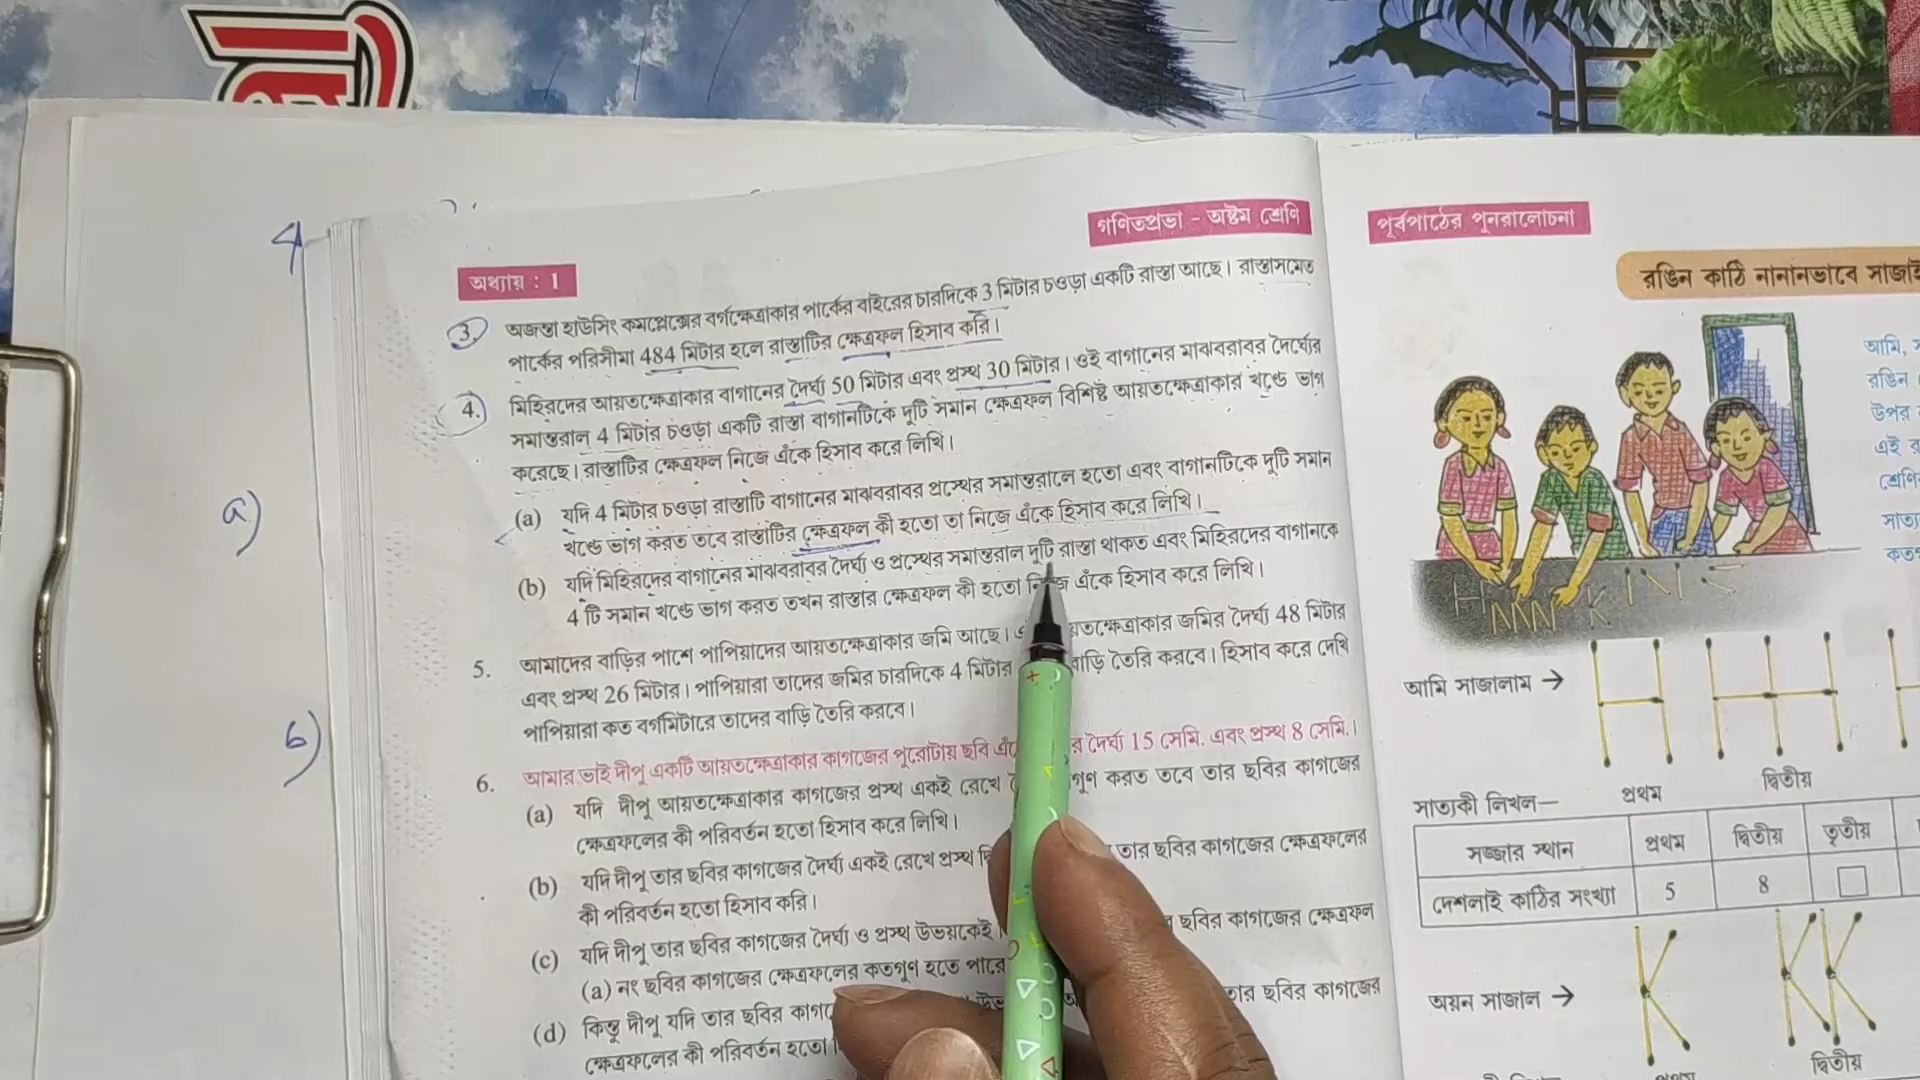 4
গণিতপ্রভা - অষ্টম শ্রেণি
অধ্যায় : 1
3. অজন্তা হাউসিং কমপ্লেক্সের বর্গক্ষেত্রাকার পার্কের বাইরের চারদিকে 3 মিটার চওড়া একটি রাস্তা আছে। রাস্তাসমেত
পার্কের পরিসীমা 484 মিটার হলে রাস্তাটির ক্ষেত্রফল হিসাব করি।
4. মিহিরদের আয়তক্ষেত্রাকার বাগানের দৈর্ঘ্য 50 মিটার এবং প্রস্থ 30 মিটার। ওই বাগানের মাঝবরাবর দৈর্ঘ্যের
সমান্তরাল 4 মিটার চওড়া একটি রাস্তা বাগানটিকে দুটি সমান ক্ষেত্রফল বিশিষ্ট আয়তক্ষেত্রাকার খণ্ডে ভাগ
করেছে। রাস্তাটির ক্ষেত্রফল নিজে এঁকে হিসাব করে লিখি।
a)
(a) যদি 4 মিটার চওড়া রাস্তাটি বাগানের মাঝবরাবর প্রস্থের সমান্তরালে হতো এবং বাগানটিকে দুটি সমান
খণ্ডে ভাগ করত তবে রাস্তাটির ক্ষেত্রফল কী হতো তা নিজে এঁকে হিসাব করে লিখি।
(b) যদি মিহিরদের বাগানের মাঝবরাবর দৈর্ঘ্য ও প্রস্থের সমান্তরাল দুটি রাস্তা থাকত এবং মিহিরদের বাগানকে
4 টি সমান খণ্ডে ভাগ করত তখন রাস্তার ক্ষেত্রফল কী হতো এঁকে হিসাব করে লিখি।
5. আমাদের বাড়ির পাশে পাপিয়াদের আয়তক্ষেত্রাকার জমি আছে। জমির দৈর্ঘ্য 48 মিটার
এবং প্রস্থ 26 মিটার। পাপিয়ারা তাদের জমির চারদিকে 4 মিটার বাড়ি তৈরি করবে। হিসাব করে দেখি
পাপিয়ারা কত বর্গমিটারে তাদের বাড়ি তৈরি করবে।
b)
6. আমার ভাই দীপু একটি আয়তক্ষেত্রাকার কাগজের পুরোটায় ছবি দৈর্ঘ্য 15 সেমি. এবং প্রস্থ 8 সেমি.।
(a) যদি দীপু আয়তক্ষেত্রাকার কাগজের প্রস্থ একই রেখে করত তবে তার ছবির কাগজের
ক্ষেত্রফলের কী পরিবর্তন হতো হিসাব করে লিখি।
(b) যদি দীপু তার ছবির কাগজের দৈর্ঘ্য একই রেখে প্রস্থ তার ছবির কাগজের ক্ষেত্রফলের
কী পরিবর্তন হতো হিসাব করি।
(c) যদি দীপু তার ছবির কাগজের দৈর্ঘ্য ও প্রস্থ উভয়কেই ছবির কাগজের ক্ষেত্রফল
(a) নং ছবির কাগজের ক্ষেত্রফলের কতগুণ হতে পারে
(d) কিন্তু দীপু যদি তার ছবির তার ছবির কাগজের
ক্ষেত্রফলের কী পরিবর্তন হতো
পূর্বপাঠের পুনরালোচনা
রঙিন কাঠি নানানভাবে
আমি,
রঙিন
উপর
এই
আমি সাজালাম →
প্রথম দ্বিতীয়
সাত্যকী লিখল—
সজ্জার স্থান প্রথম দ্বিতীয় তৃতীয়
দেশলাই কাঠির সংখ্যা 5 8
অয়ন সাজাল →
প্রথম দ্বিতীয়